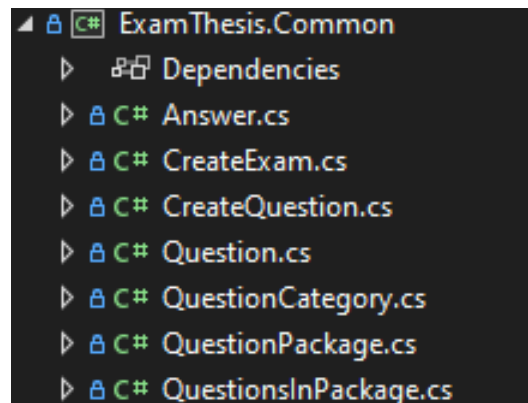 C# ExamThesis.Common
Dependencies
C# Answer.cs
C# CreateExam.cs
C# CreateQuestion.cs
C# Question.cs
C# QuestionCategory.cs
C# QuestionPackage.cs
C# QuestionsInPackage.cs